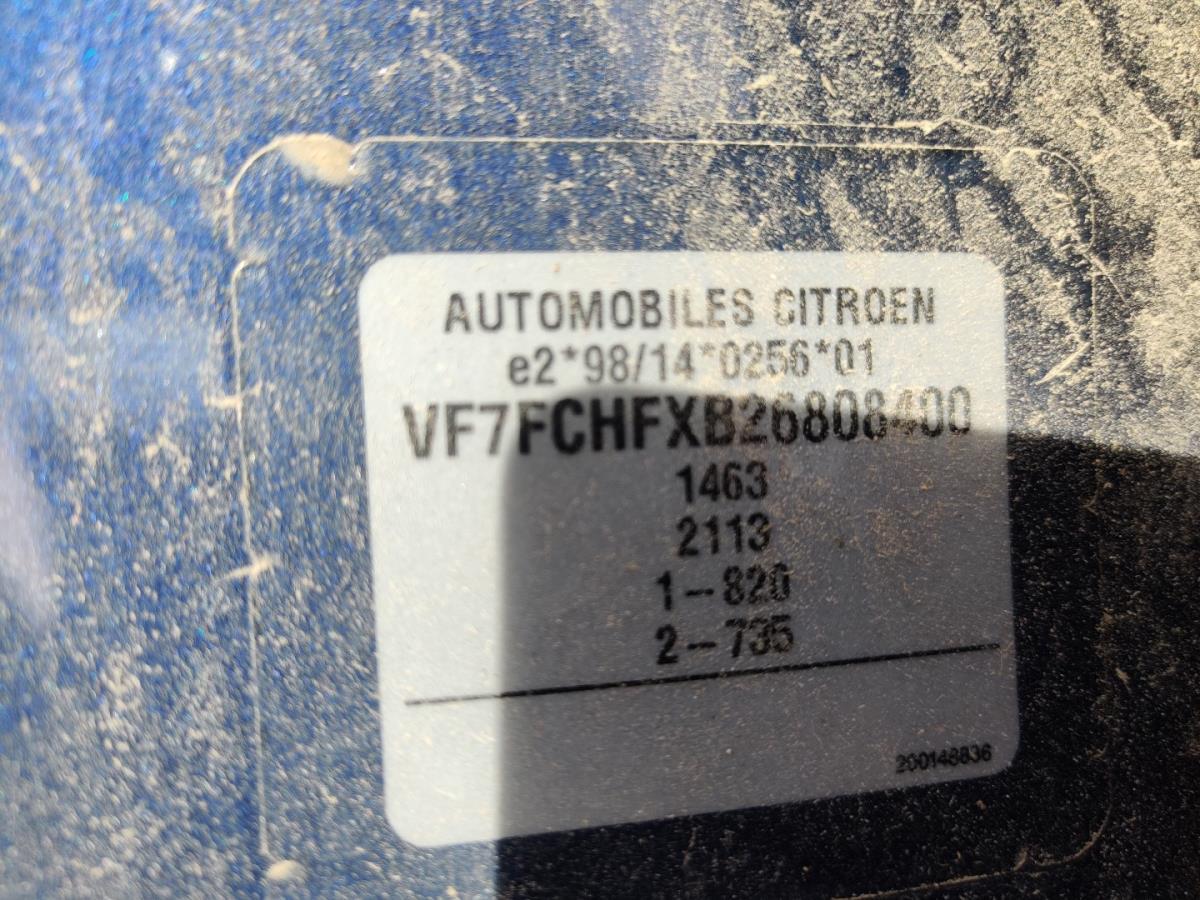 AUTOMOBILES CITROEN
e2*98/14*0256*01
VF7FCHFXB26808400
1463
2113
1-820
2-735
200148836